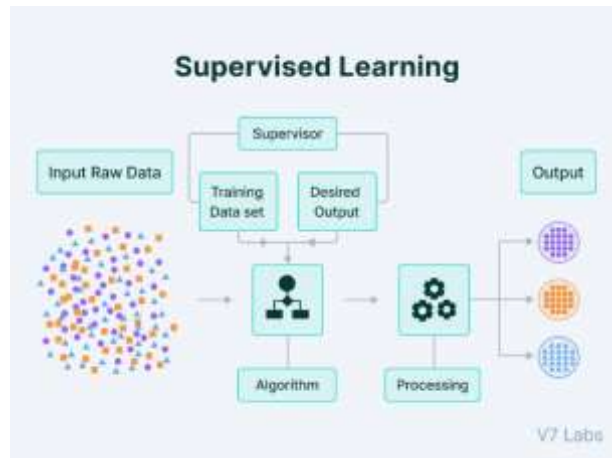 Supervised Learning
Supervisor
Input Raw Data
Training
Data set
Desired
Output
Output
Algorithm
Processing
V7 Labs